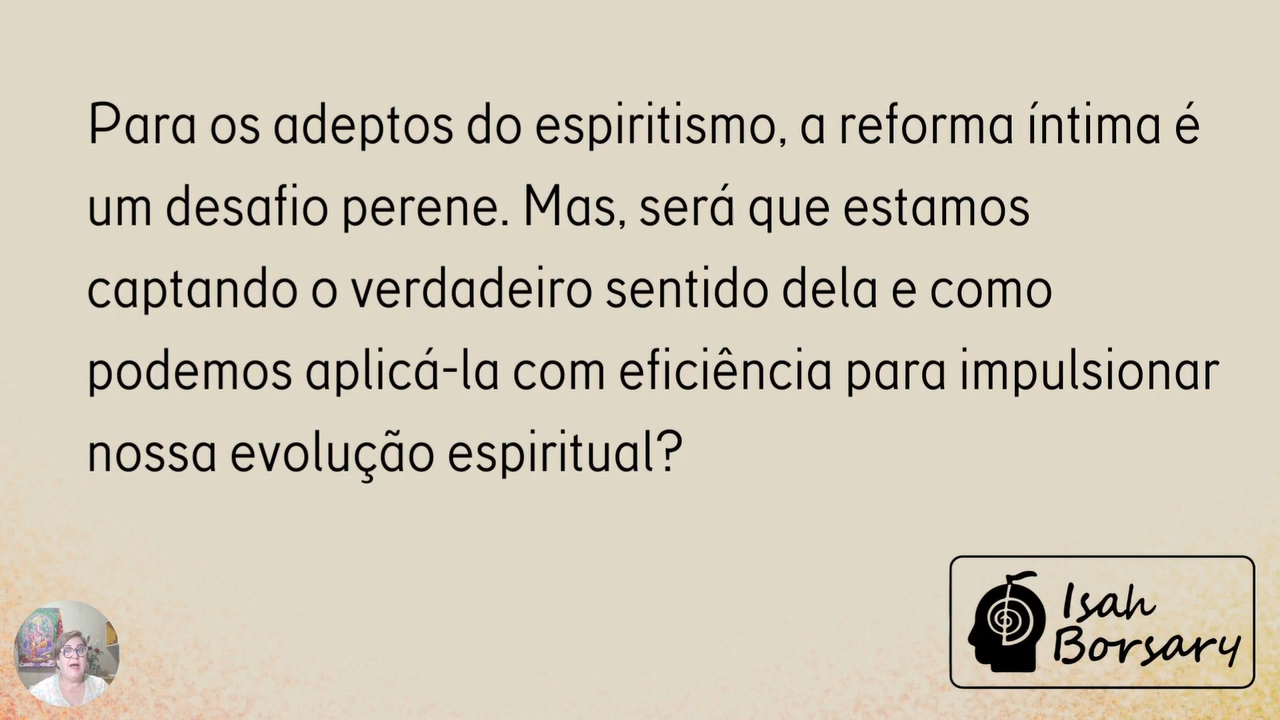 Para os adeptos do espiritismo, a reforma íntima é
um desafio perene. Mas, será que estamos
captando o verdadeiro sentido dela e como
podemos aplicá-la com eficiência para impulsionar
nossa evolução espiritual?
Isah
Borsary